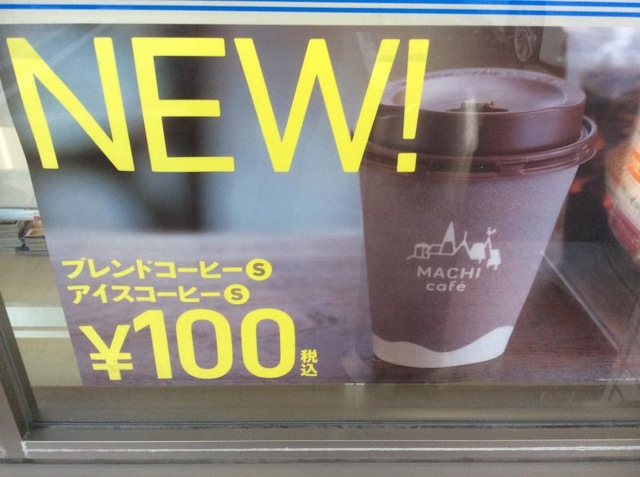 NEW!
ブレンドコーヒーⓈ
アイスコーヒーⓈ
¥100税込
MACHI
café